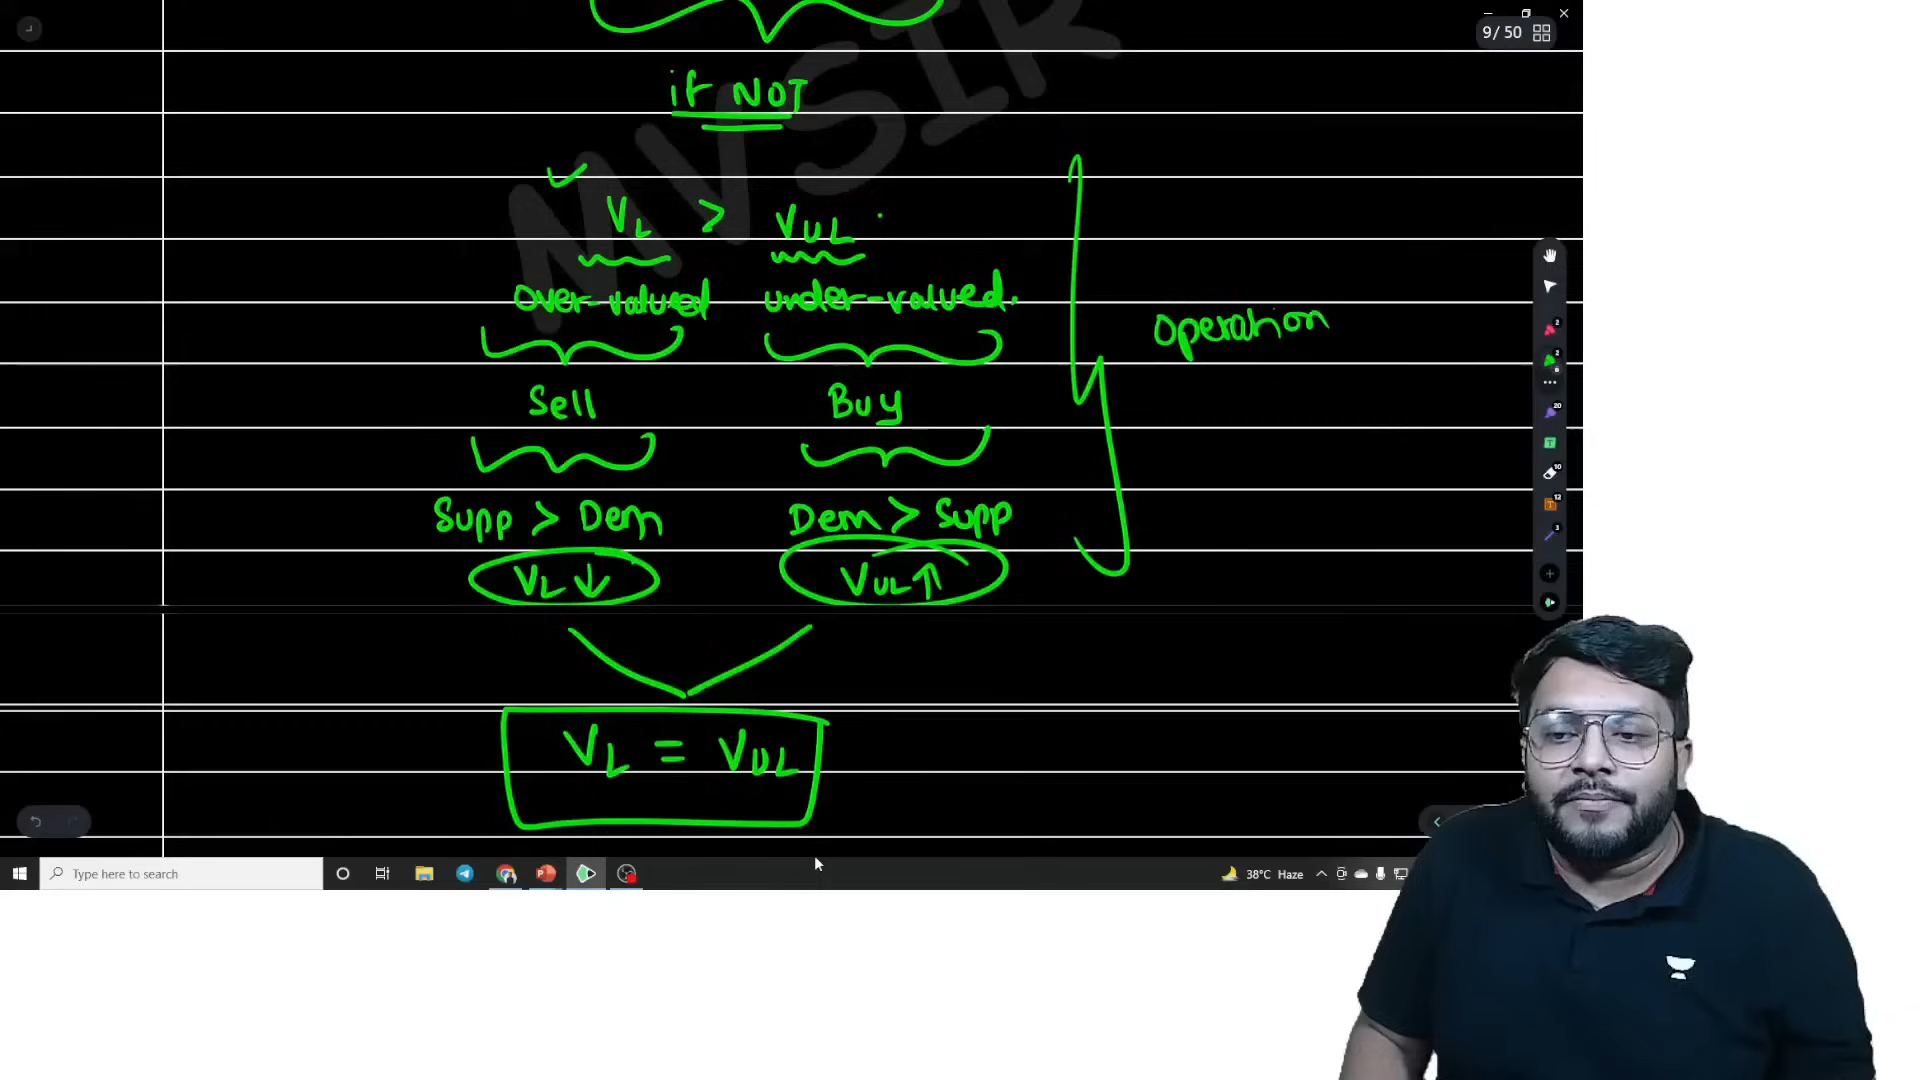 9/ 50
MVSIR
if NOT
VL > VUL
over-valued under-valued.
operation
Sell Buy
Supp > Dem Dem > Supp
VL ↓ VUL ↑
VL = VUL
Type here to search
38°C Haze